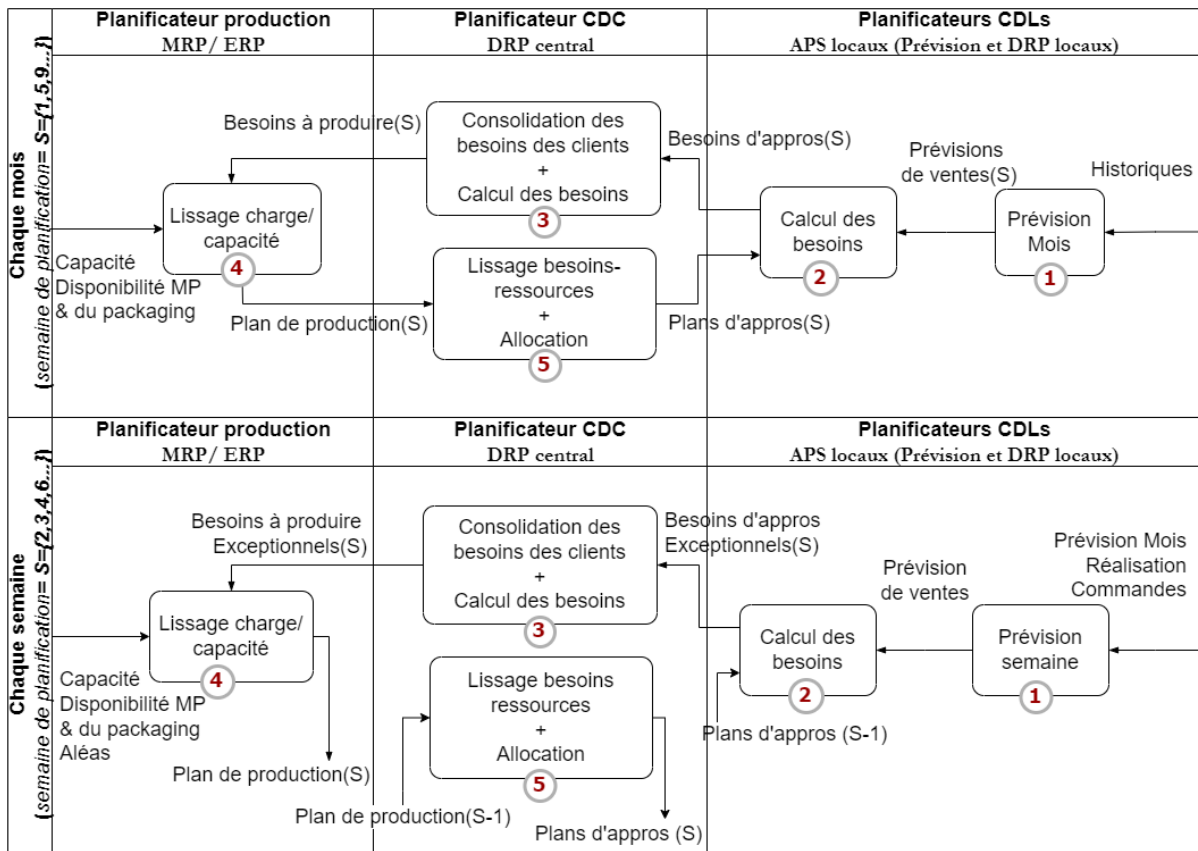 Planificateur production
MRP/ ERP
Planificateur CDC
DRP central
Planificateurs CDLs
APS locaux (Prévision et DRP locaux)
Chaque mois
(semaine de planification= S={1,5,9...})
Besoins à produire(S)
Consolidation des
besoins des clients
+
Calcul des besoins
3
Besoins d'appros(S)
Prévisions
de ventes(S)
Historiques
Lissage charge/
capacité
4
Calcul des
besoins
2
Prévision
Mois
1
Capacité
Disponibilité MP
& du packaging
Plan de production(S)
Lissage besoins-
ressources
+
Allocation
5
Plans d'appros(S)
Planificateur production
MRP/ ERP
Planificateur CDC
DRP central
Planificateurs CDLs
APS locaux (Prévision et DRP locaux)
Chaque semaine
(semaine de planification= S={2,3,4,6...})
Besoins à produire
Exceptionnels(S)
Consolidation des
besoins des clients
+
Calcul des besoins
3
Besoins d'appros
Exceptionnels(S)
Prévision
de ventes
Prévision Mois
Réalisation
Commandes
Lissage charge/
capacité
4
Calcul des
besoins
2
Prévision
semaine
1
Capacité
Disponibilité MP
& du packaging
Aléas
Plan de production(S)
Lissage besoins
ressources
+
Allocation
5
Plans d'appros (S-1)
Plan de production(S-1)
Plans d'appros (S)